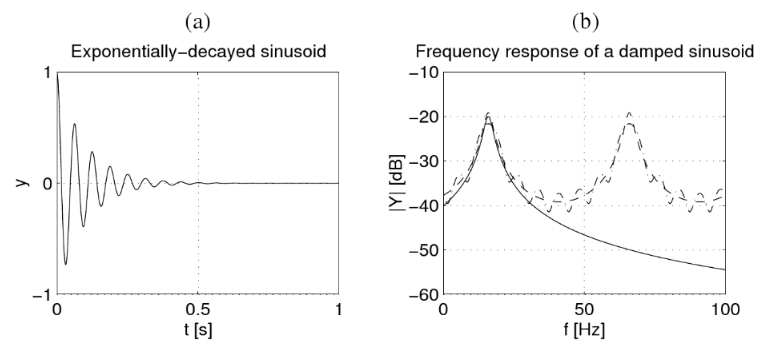 (a)
Exponentially−decayed sinusoid
1
0
−1
y
0
0.5
1
t [s]
(b)
Frequency response of a damped sinusoid
−10
−20
−30
−40
−50
−60
|Y| [dB]
0
50
100
f [Hz]